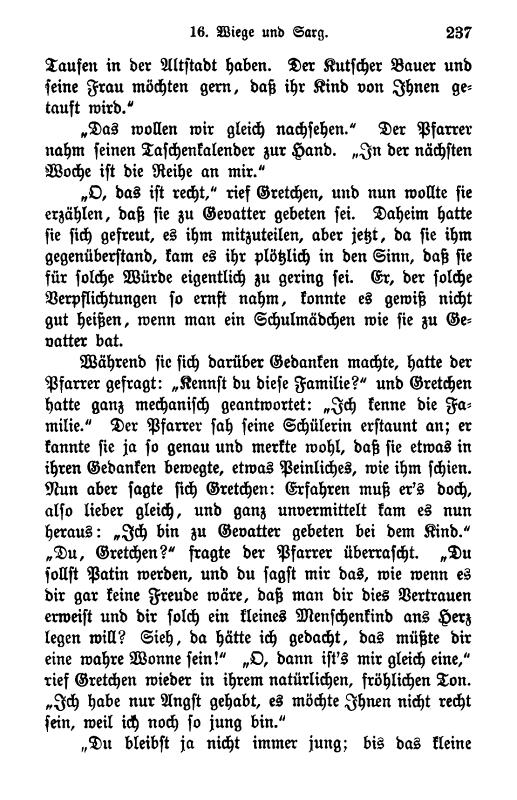 16. Wiege und Sarg. 237
Taufen in der Altstadt haben. Der Kutscher Bauer und
seine Frau möchten gern, daß ihr Kind von Ihnen ge-
tauft wird.“
„Das wollen wir gleich nachsehen.“ Der Pfarrer
nahm seinen Taschenkalender zur Hand. „In der nächsten
Woche ist die Reihe an mir.“
„O, das ist recht,“ rief Gretchen, und nun wollte sie
erzählen, daß sie zu Gevatter gebeten sei. Daheim hatte
sie sich gefreut, es ihm mitzuteilen, aber jetzt, da sie ihm
gegenüberstand, kam es ihr plötzlich in den Sinn, daß sie
für solche Würde eigentlich zu gering sei. Er, der solche
Verpflichtungen so ernst nahm, konnte es gewiß nicht
gut heißen, wenn man ein Schulmädchen wie sie zu Ge-
vatter bat.
Während sie sich darüber Gedanken machte, hatte der
Pfarrer gefragt: „Kennst du diese Familie?“ und Gretchen
hatte ganz mechanisch geantwortet: „Ich kenne die Fa-
milie.“ Der Pfarrer sah seine Schülerin erstaunt an; er
kannte sie ja so genau und merkte wohl, daß sie etwas in
ihren Gedanken bewegte, etwas Peinliches, wie ihm schien.
Nun aber sagte sich Gretchen: Erfahren muß er's doch,
also lieber gleich, und ganz unvermittelt kam es nun
heraus: „Ich bin zu Gevatter gebeten bei dem Kind.“
„Du, Gretchen?“ fragte der Pfarrer überrascht. „Du
sollst Patin werden, und du sagst mir das, wie wenn es
dir gar keine Freude wäre, daß man dir dies Vertrauen
erweist und dir solch ein kleines Menschenkind ans Herz
legen will? Sieh, da hätte ich gedacht, das müßte dir
eine wahre Wonne sein!“ „O, dann ist's mir gleich eine,“
rief Gretchen wieder in ihrem natürlichen, fröhlichen Ton.
„Ich habe nur Angst gehabt, es möchte Ihnen nicht recht
sein, weil ich noch so jung bin.“
„Du bleibst ja nicht immer jung; bis das kleine